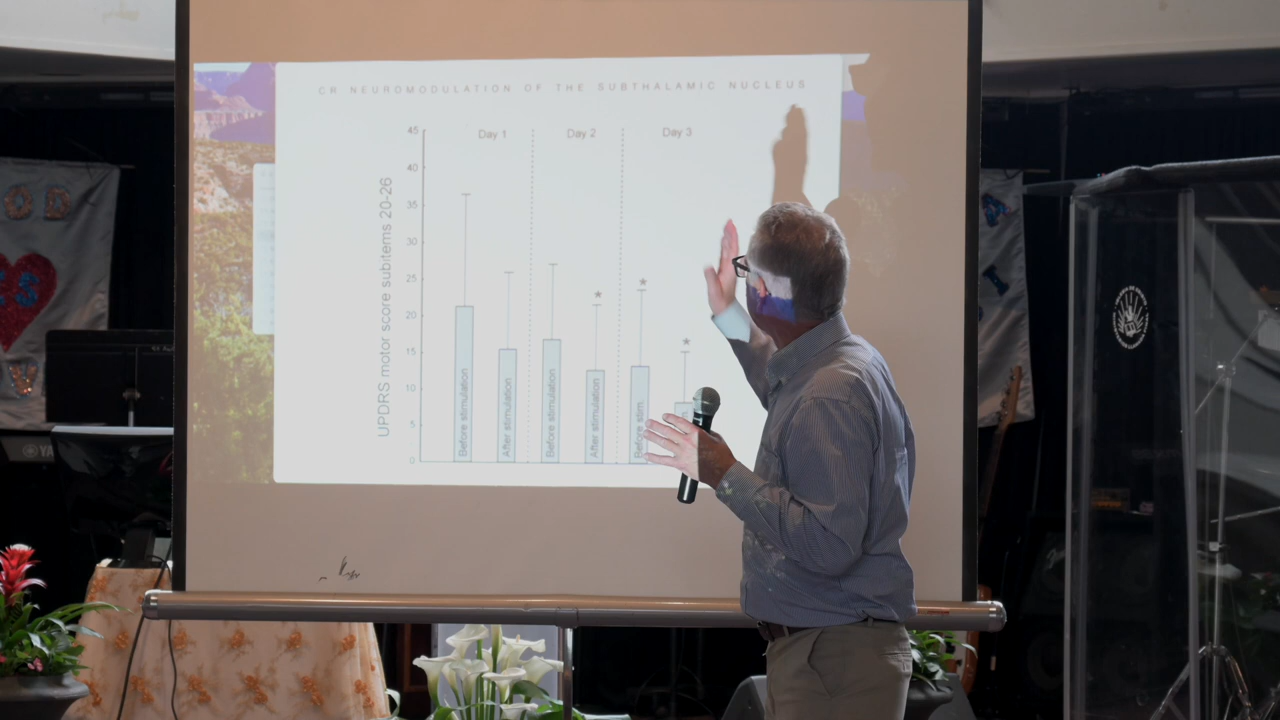 CR NEUROMODULATION OF THE SUBTHALAMIC NUCLEUS
Day 1
Day 2
Day 3
UPDRS motor score subitems 20-26
45
40
35
30
25
20
15
10
5
0
*
*
*
Before stimulation
After stimulation
Before stimulation
After stimulation
Before stim
OD
YA